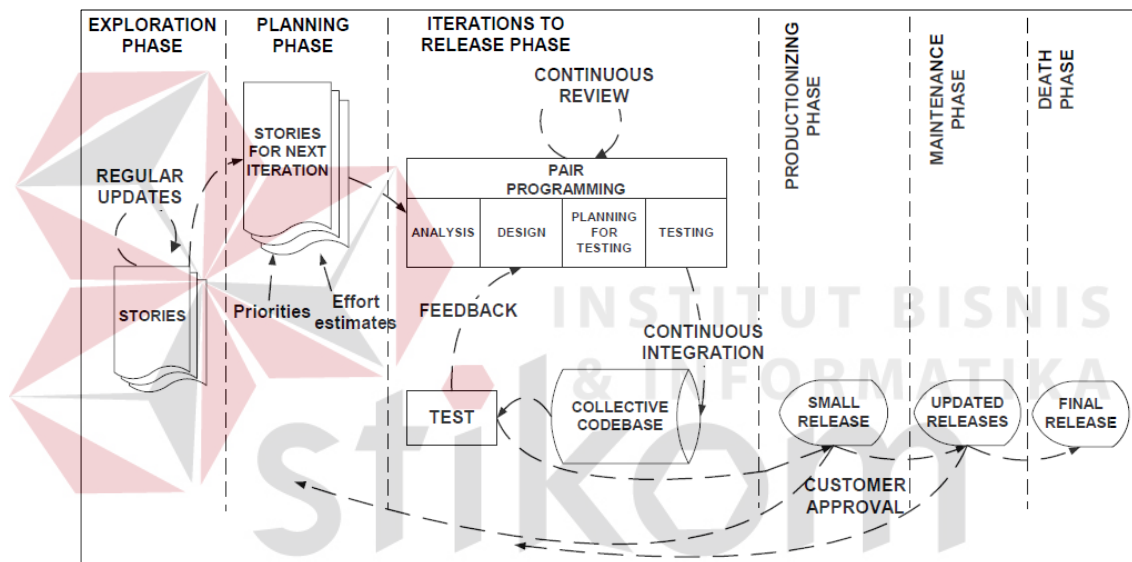 EXPLORATION
PHASE
PLANNING
PHASE
ITERATIONS TO
RELEASE PHASE
PRODUCTIONIZING
PHASE
MAINTENANCE
PHASE
DEATH
PHASE
CONTINUOUS
REVIEW
REGULAR
UPDATES
STORIES
FOR NEXT
ITERATION
PAIR
PROGRAMMING
ANALYSIS
DESIGN
PLANNING
FOR
TESTING
TESTING
STORIES
Priorities
Effort
estimates
FEEDBACK
CONTINUOUS
INTEGRATION
TEST
COLLECTIVE
CODEBASE
SMALL
RELEASE
UPDATED
RELEASES
FINAL
RELEASE
CUSTOMER
APPROVAL
INSTITUT BISNIS
& INFORMATIKA
stikom